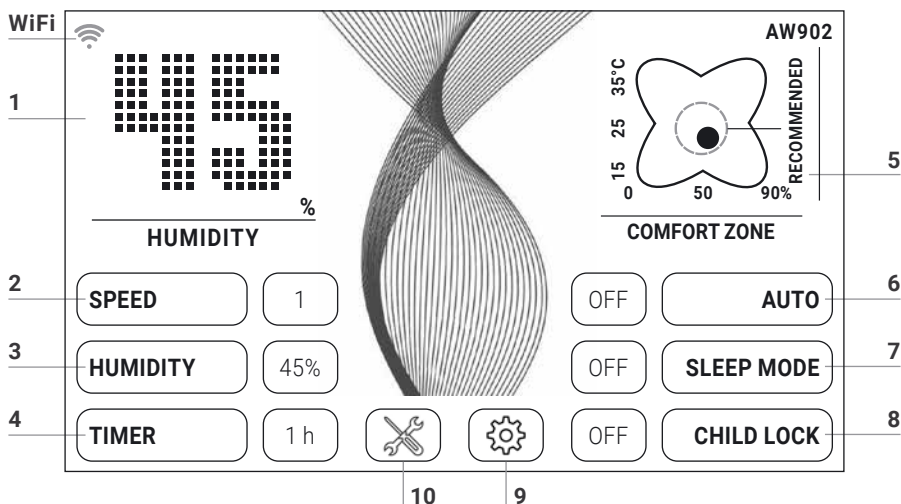 WiFi
AW902
1
45
%
HUMIDITY
35°C
25
15
0
50
90%
RECOMMENDED
5
COMFORT ZONE
2
SPEED
1
OFF
AUTO
6
3
HUMIDITY
45%
OFF
SLEEP MODE
7
4
TIMER
1 h
OFF
CHILD LOCK
8
10
9